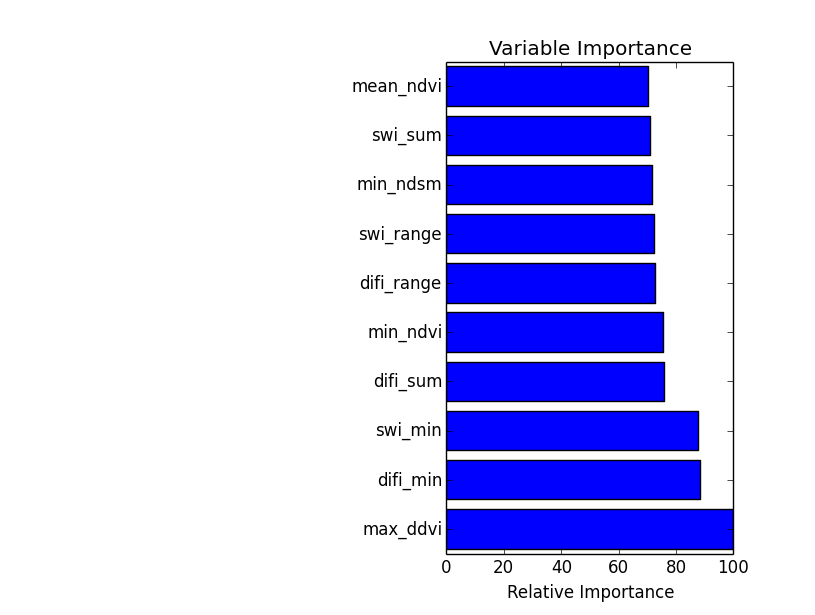 Variable Importance
mean_ndvi
swi_sum
min_ndsm
swi_range
difi_range
min_ndvi
difi_sum
swi_min
difi_min
max_ddvi
0 20 40 60 80 100
Relative Importance